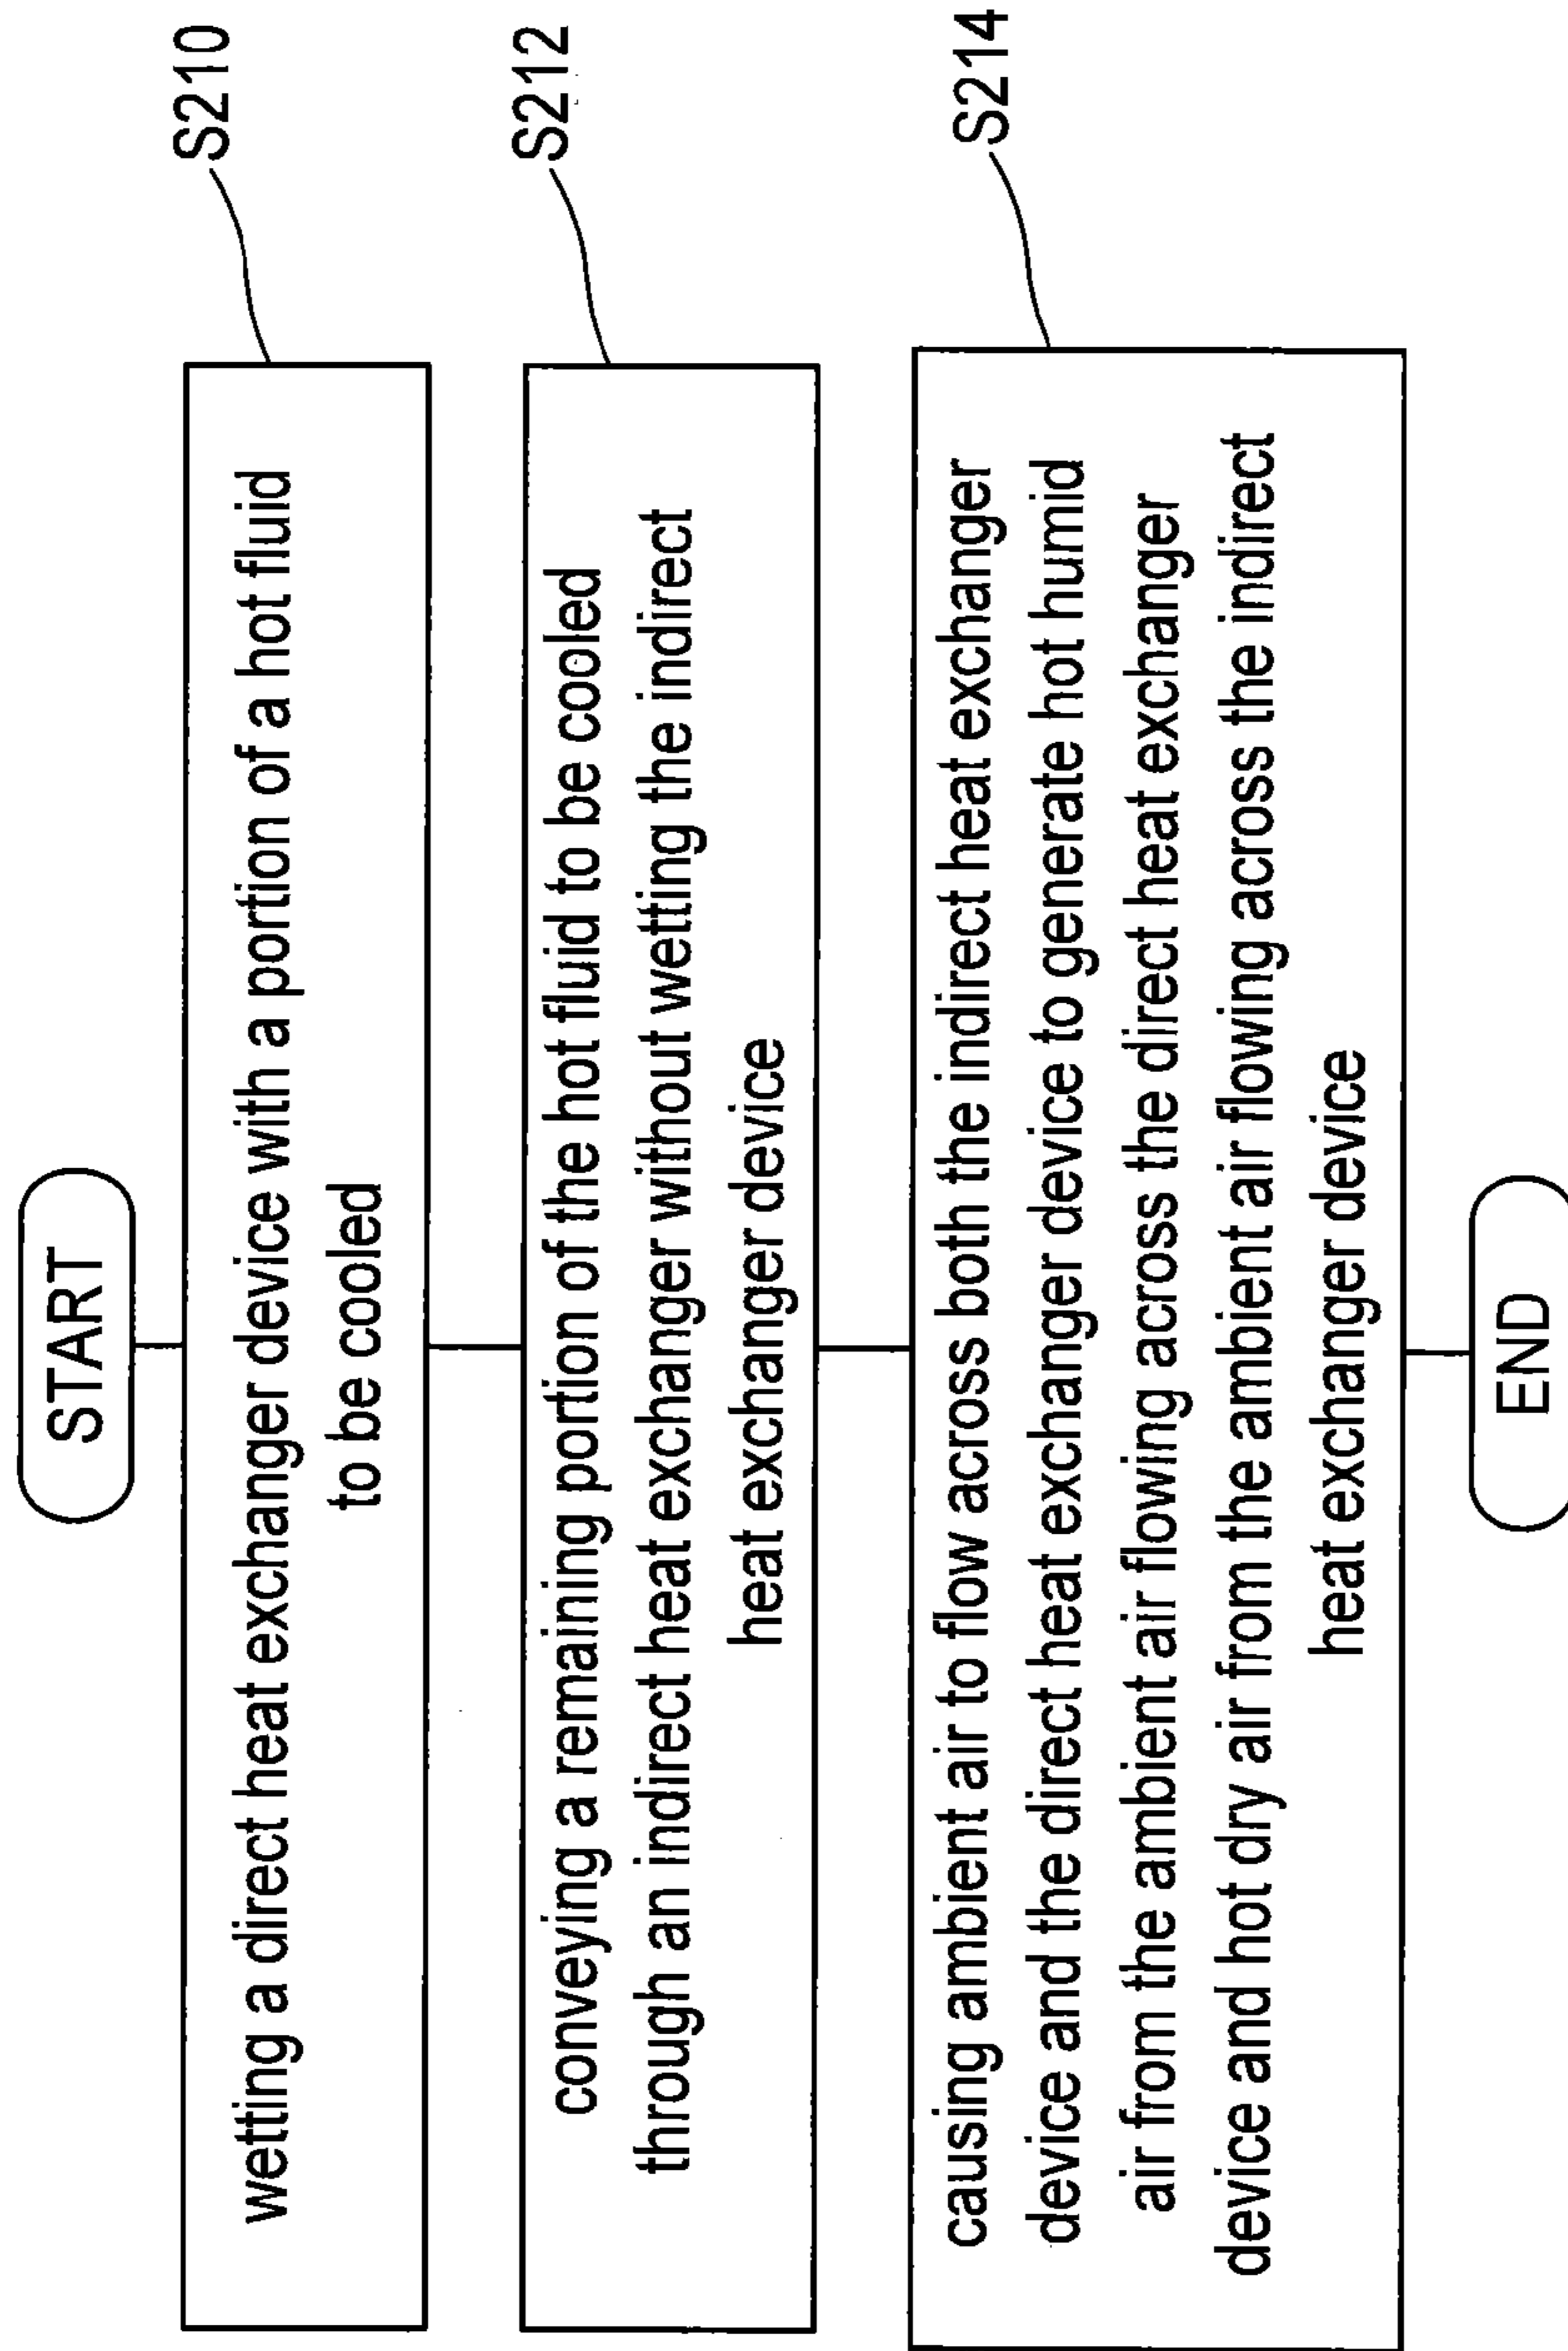 START
wetting a direct heat exchanger device with a portion of a hot fluid
to be cooled
S210
conveying a remaining portion of the hot fluid to be cooled
through an indirect heat exchanger without wetting the indirect
heat exchanger device
S212
causing ambient air to flow across both the indirect heat exchanger
device and the direct heat exchanger device to generate hot humid
air from the ambient air flowing across the direct heat exchanger
device and hot dry air from the ambient air flowing across the indirect
heat exchanger device
S214
END